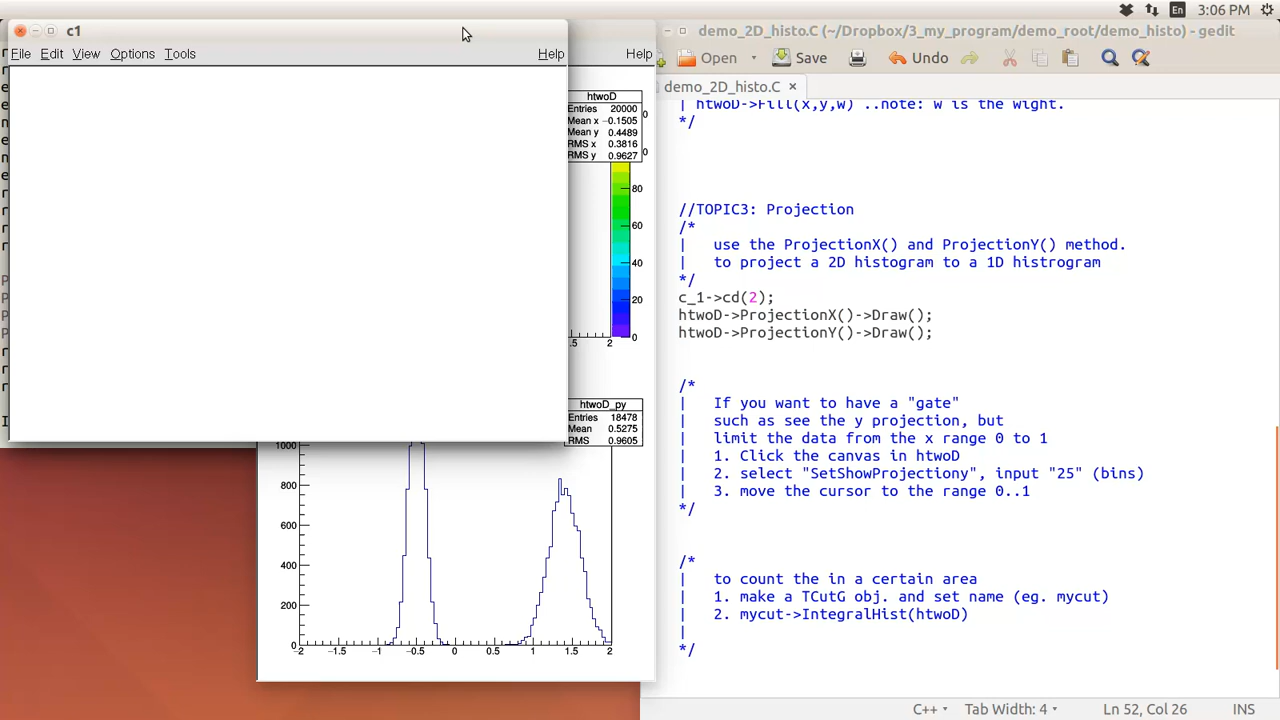 En 3:06 PM
c1
demo_2D_histo.C (~/Dropbox/3_my_program/demo_root/demo_histo) - gedit
File Edit View Options Tools Help
Help
Open Save Undo
demo_2D_histo.C ×
htwoD
Entries 20000
Mean x -0.1505
Mean y 0.4489
RMS x 0.3816
RMS y 0.9627
80
60
40
20
0
.5 2
htwoD_py
Entries 18478
Mean 0.5275
RMS 0.9605
1000
800
600
400
200
0
-2 -1.5 -1 -0.5 0 0.5 1 1.5 2
| htwoD->Fill(x,y,w) ..note: w is the wight.
*/
//TOPIC3: Projection
/*
| use the ProjectionX() and ProjectionY() method.
| to project a 2D histogram to a 1D histrogram
*/
c_1->cd(2);
htwoD->ProjectionX()->Draw();
htwoD->ProjectionY()->Draw();
/*
| If you want to have a "gate"
| such as see the y projection, but
| limit the data from the x range 0 to 1
| 1. Click the canvas in htwoD
| 2. select "SetShowProjectiony", input "25" (bins)
| 3. move the cursor to the range 0..1
*/
/*
| to count the in a certain area
| 1. make a TCutG obj. and set name (eg. mycut)
| 2. mycut->IntegralHist(htwoD)
|
*/
C++ Tab Width: 4 Ln 52, Col 26 INS